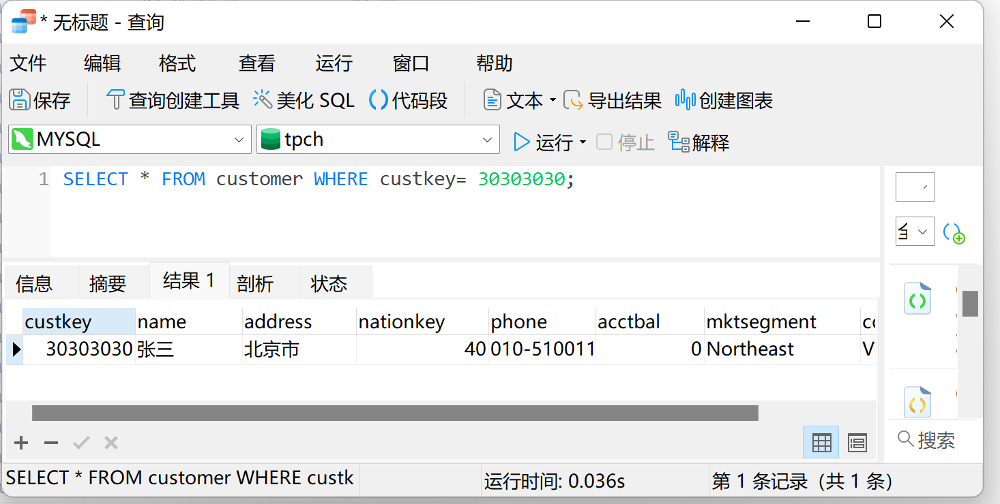 * 无标题 - 查询
文件 编辑 格式 查看 运行 窗口 帮助
保存 查询创建工具 美化 SQL 代码段 文本 导出结果 创建图表
MYSQL tpch 运行 停止 解释
1 SELECT * FROM customer WHERE custkey= 30303030;
信息 摘要 结果 1 剖析 状态
custkey name address nationkey phone acctbal mktsegment
30303030 张三 北京市 40 010-510011 0 Northeast V
搜索
SELECT * FROM customer WHERE custk 运行时间: 0.036s 第 1 条记录（共 1 条）